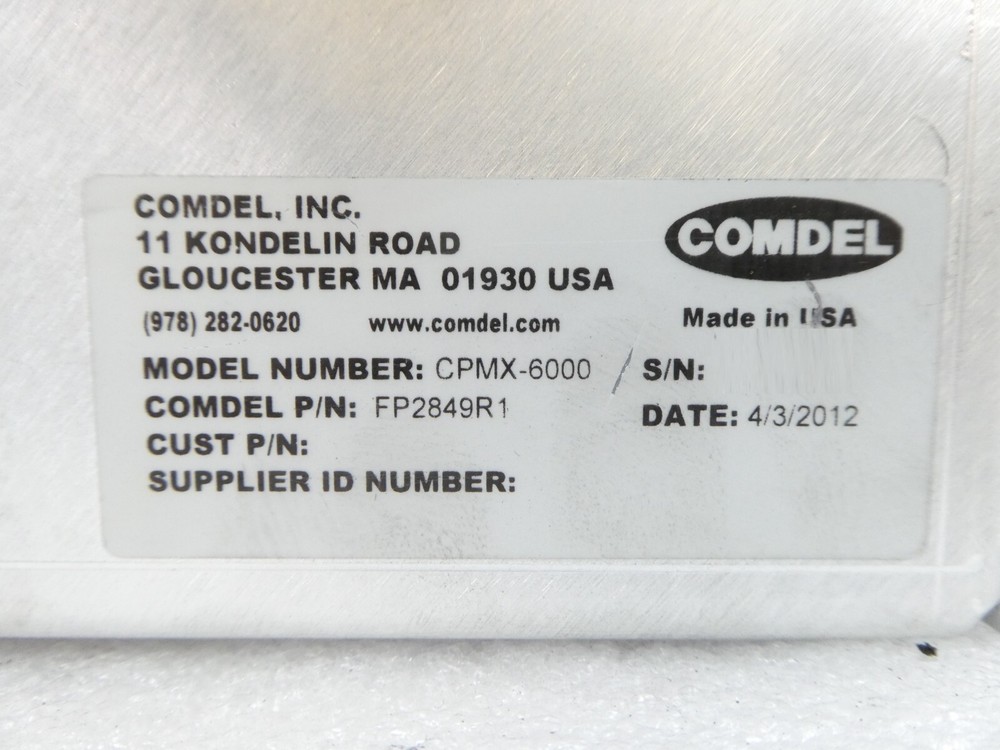 COMDEL, INC.
11 KONDELIN ROAD
GLOUCESTER MA 01930 USA
(978) 282-0620 www.comdel.com
COMDEL
Made in USA
MODEL NUMBER: CPMX-6000
COMDEL P/N: FP2849R1
CUST P/N:
SUPPLIER ID NUMBER:
S/N:
DATE: 4/3/2012